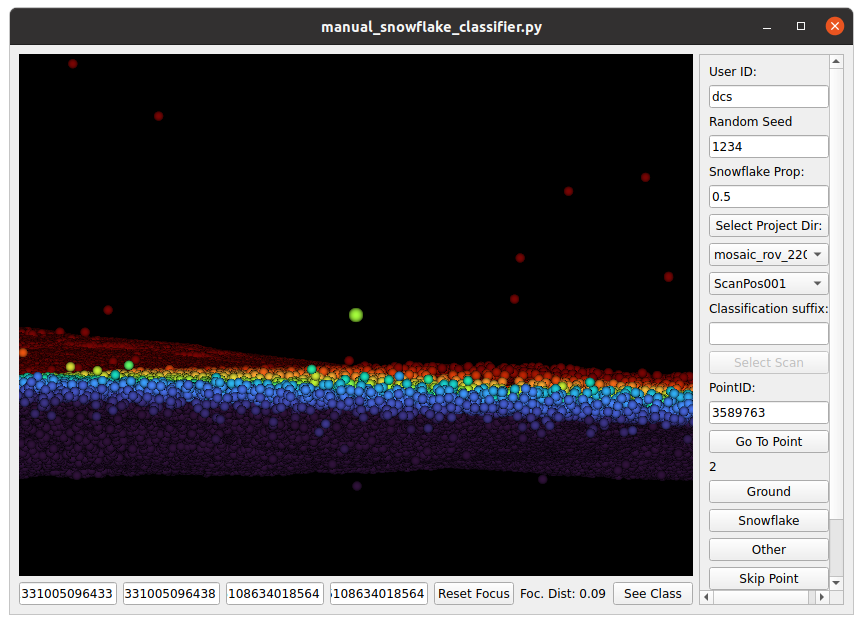 manual_snowflake_classifier.py
User ID:
dcs
Random Seed
1234
Snowflake Prop:
0.5
Select Project Dir:
mosaic_rov_220
ScanPos001
Classification suffix:
Select Scan
PointID:
3589763
Go To Point
2
Ground
Snowflake
Other
Skip Point
331005096433 331005096438 108634018564 108634018564 Reset Focus Foc. Dist: 0.09 See Class